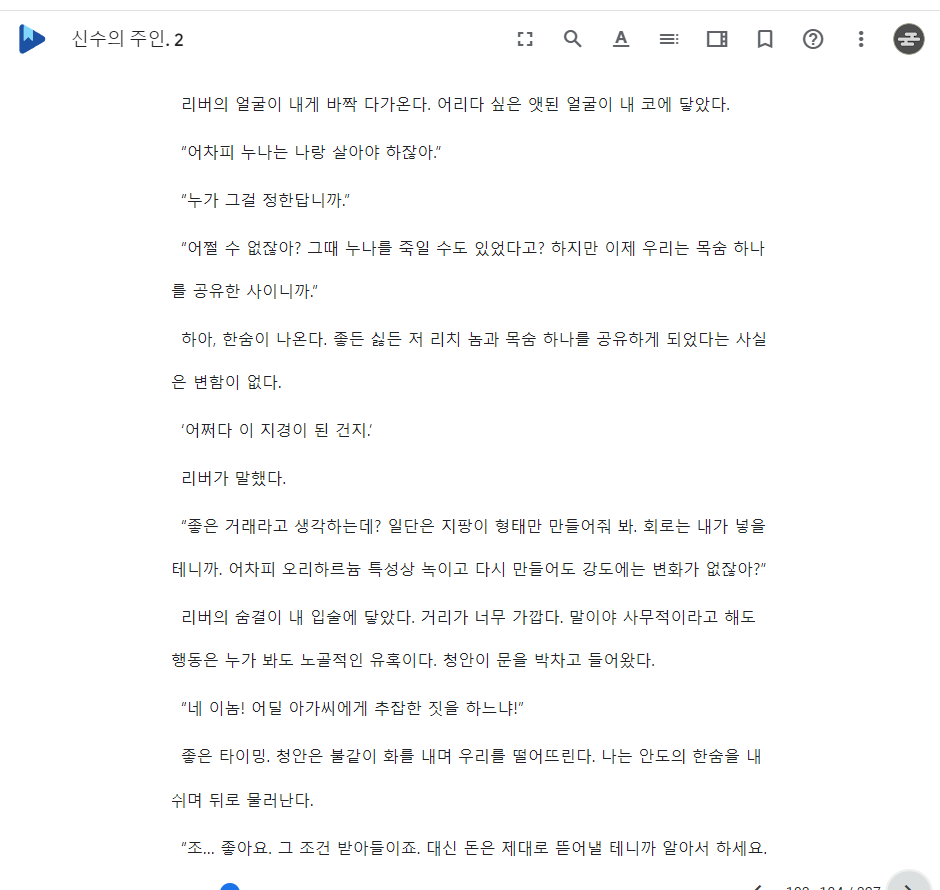 신수의 주인. 2
리버의 얼굴이 내게 바짝 다가온다. 어리다 싶은 앳된 얼굴이 내 코에 닿았다.
“어차피 누나는 나랑 살아야 하잖아.”
“누가 그걸 정한답니까.”
“어쩔 수 없잖아? 그때 누나를 죽일 수도 있었다고? 하지만 이제 우리는 목숨 하나
를 공유한 사이니까.”
하아, 한숨이 나온다. 좋든 싫든 저 리치 놈과 목숨 하나를 공유하게 되었다는 사실
은 변함이 없다.
‘어쩌다 이 지경이 된 건지.’
리버가 말했다.
“좋은 거래라고 생각하는데? 일단은 지팡이 형태만 만들어줘 봐. 회로는 내가 넣을
테니까. 어차피 오리하르늄 특성상 녹이고 다시 만들어도 강도에는 변화가 없잖아?”
리버의 숨결이 내 입술에 닿았다. 거리가 너무 가깝다. 말이야 사무적이라고 해도
행동은 누가 봐도 노골적인 유혹이다. 청안이 문을 박차고 들어왔다.
“네 이놈! 어딜 아가씨에게 추잡한 짓을 하느냐!”
좋은 타이밍. 청안은 불같이 화를 내며 우리를 떨어뜨린다. 나는 안도의 한숨을 내
쉬며 뒤로 물러난다.
“조... 좋아요. 그 조건 받아들이죠. 대신 돈은 제대로 뜯어낼 테니까 알아서 하세요.